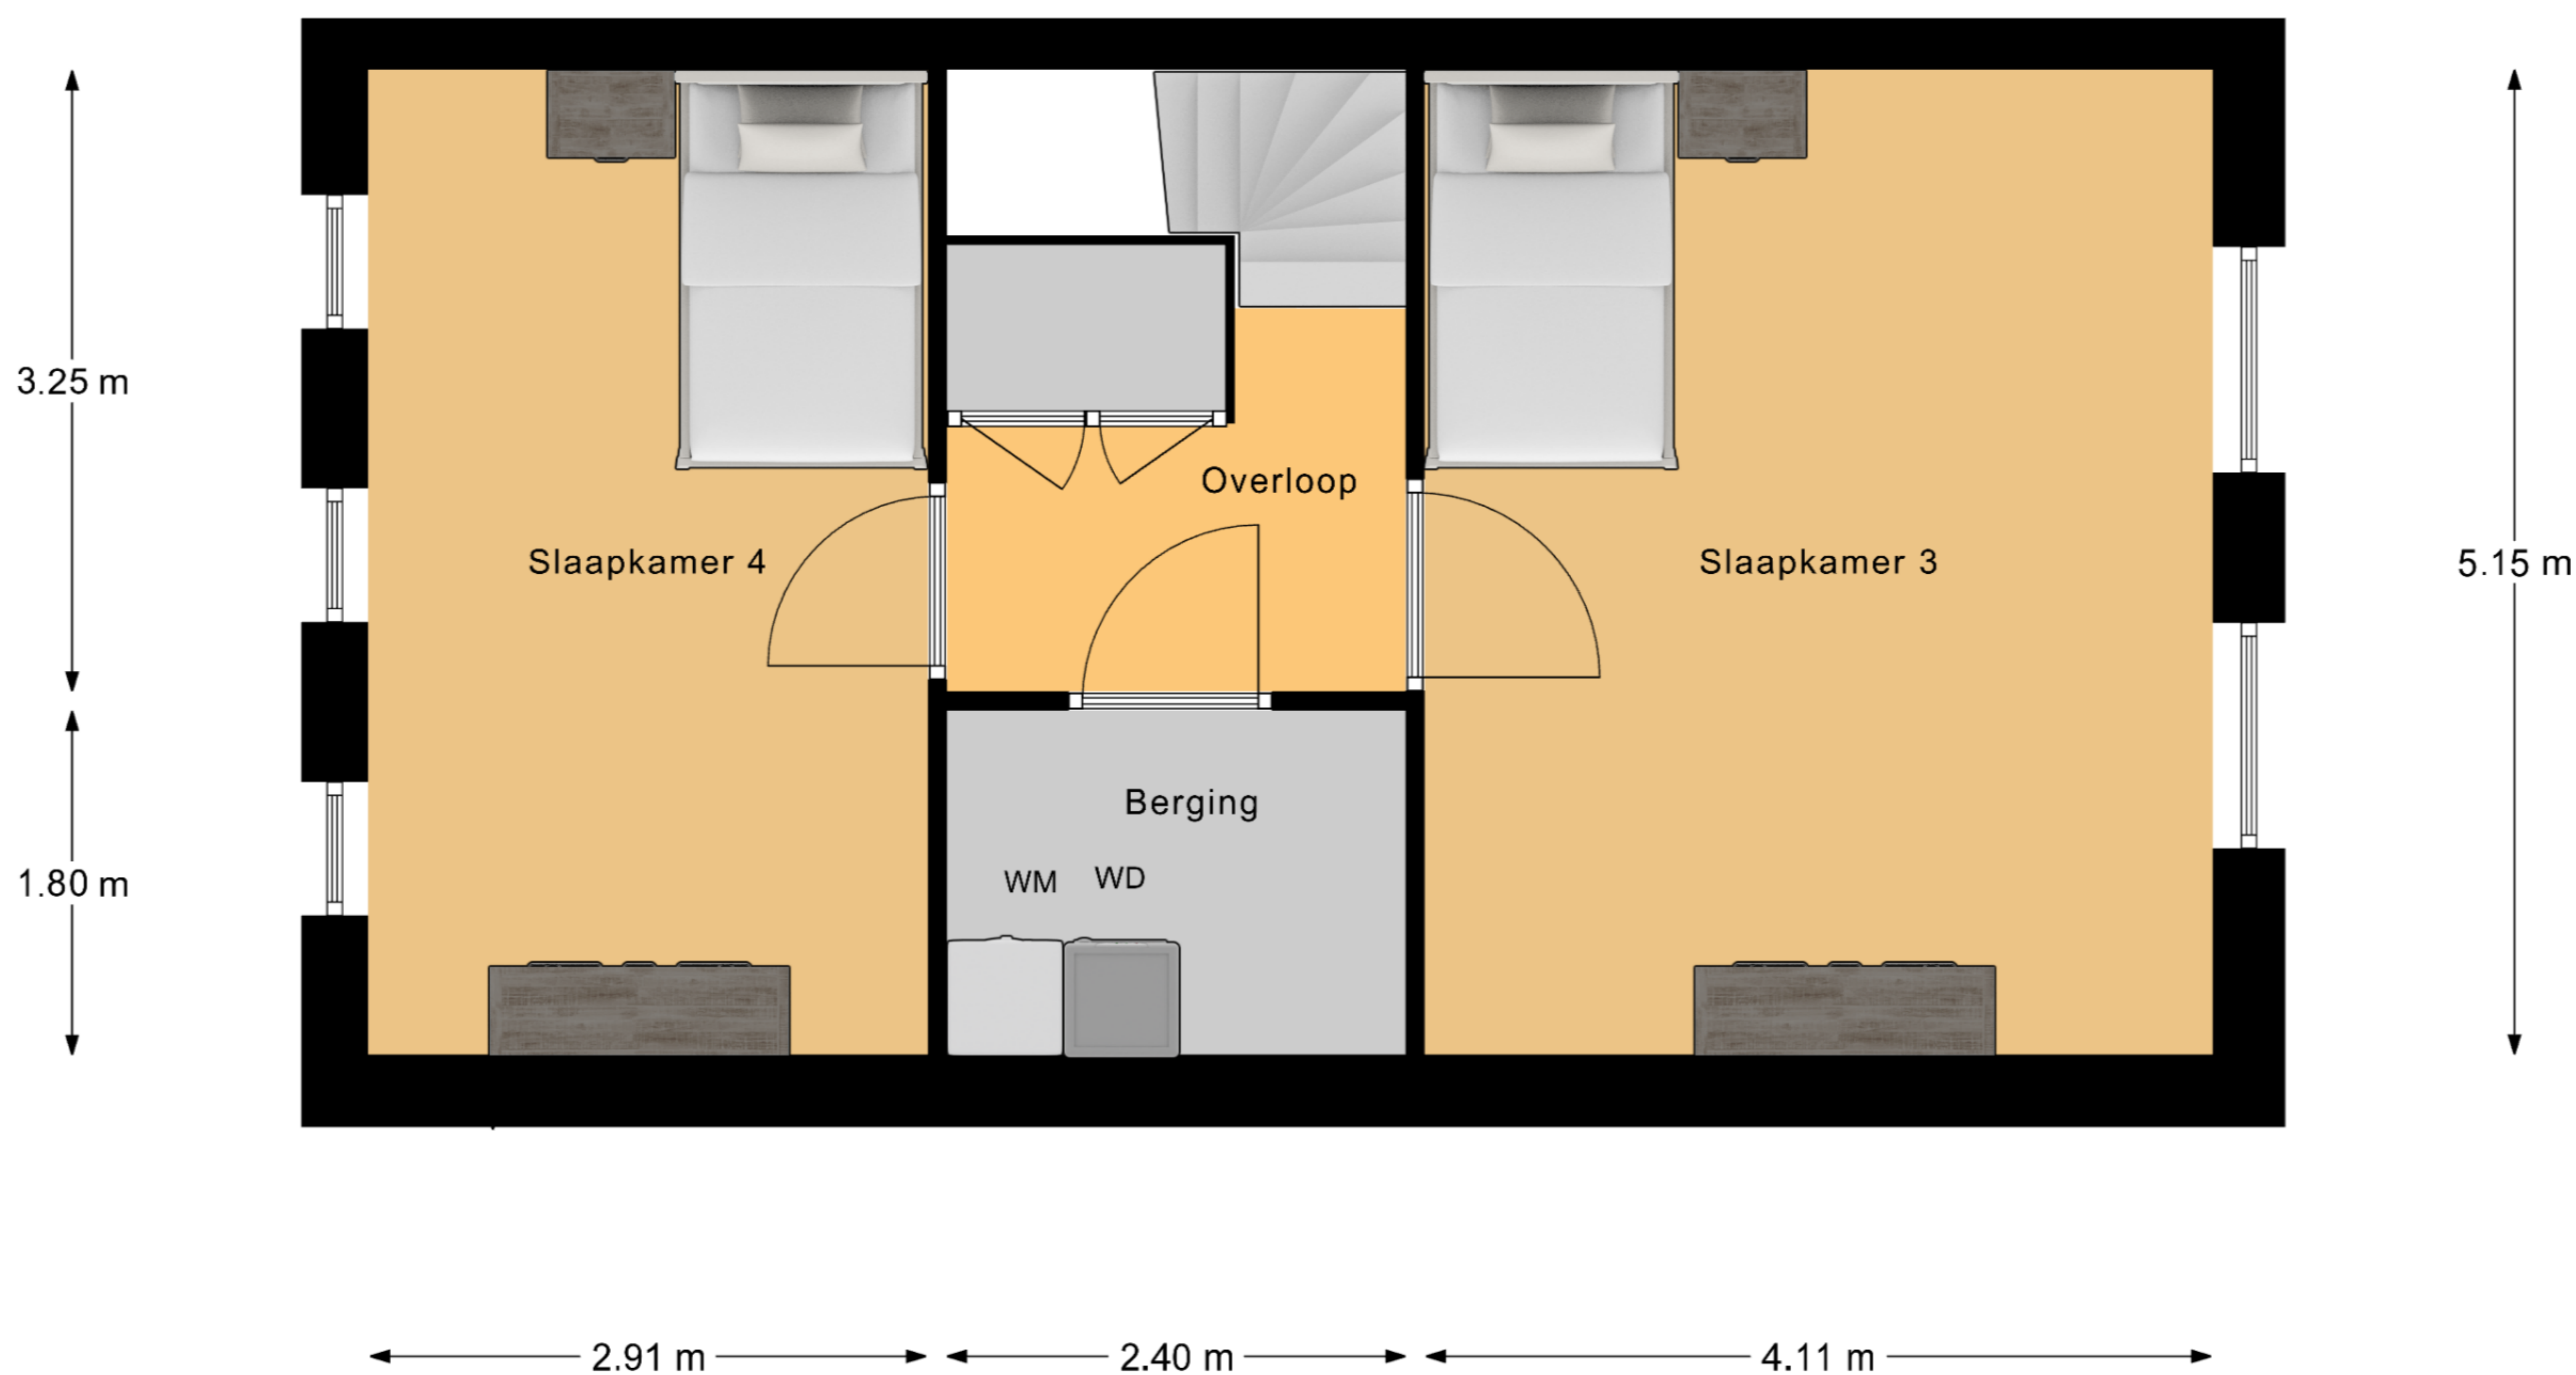 3.25 m
Overloop
Slaapkamer 4
Slaapkamer 3
5.15 m
Berging
WM
WD
1.80 m
2.91 m
2.40 m
4.11 m